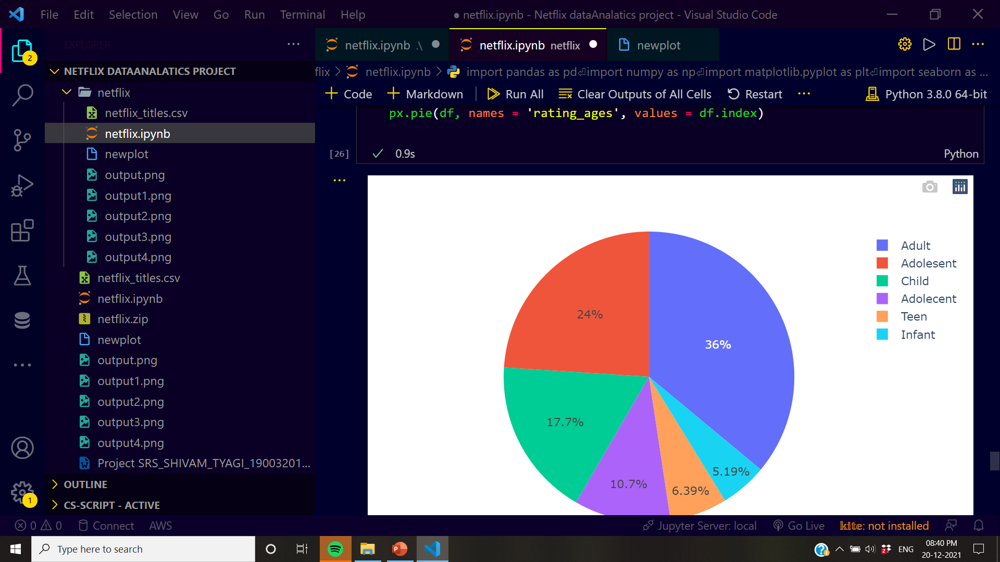 File Edit Selection View Go Run Terminal Help
● netflix.ipynb - Netflix dataAnalatics project - Visual Studio Code
EXPLORER
netflix.ipynb .\
netflix.ipynb netflix
newplot
NETFLIX DATAANALATICS PROJECT
flix > netflix.ipynb > import pandas as pd⏎import numpy as np⏎import matplotlib.pyplot as plt⏎import seaborn as ...
Code Markdown Run All Clear Outputs of All Cells Restart ... Python 3.8.0 64-bit
2
netflix
netflix_titles.csv
netflix.ipynb
newplot
output.png
output1.png
output2.png
output3.png
output4.png
netflix_titles.csv
netflix.ipynb
netflix.zip
newplot
output.png
output1.png
output2.png
output3.png
output4.png
Project SRS_SHIVAM_TYAGI_19003201...
OUTLINE
CS-SCRIPT - ACTIVE
1
px.pie(df, names = 'rating_ages', values = df.index)
[26] 0.9s Python
Adult
Adolesent
Child
Adolecent
Teen
Infant
24%
36%
17.7%
10.7%
6.39%
5.19%
0 0 Connect AWS Jupyter Server: local Go Live kite: not installed
Type here to search
2
ENG
08:40 PM
20-12-2021